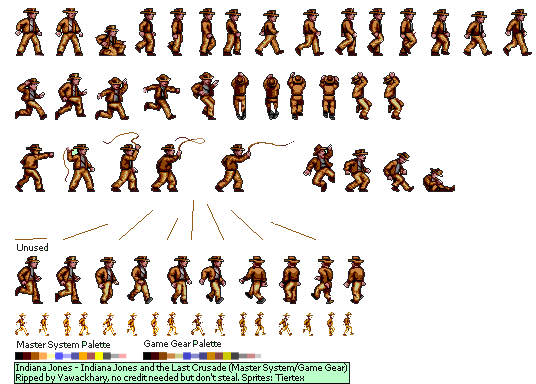 Unused
Master System Palette
Game Gear Palette
Indiana Jones - Indiana Jones and the Last Crusade (Master System/Game Gear)
Ripped by Yawackhary, no credit needed but don't steal. Sprites: Tiertex